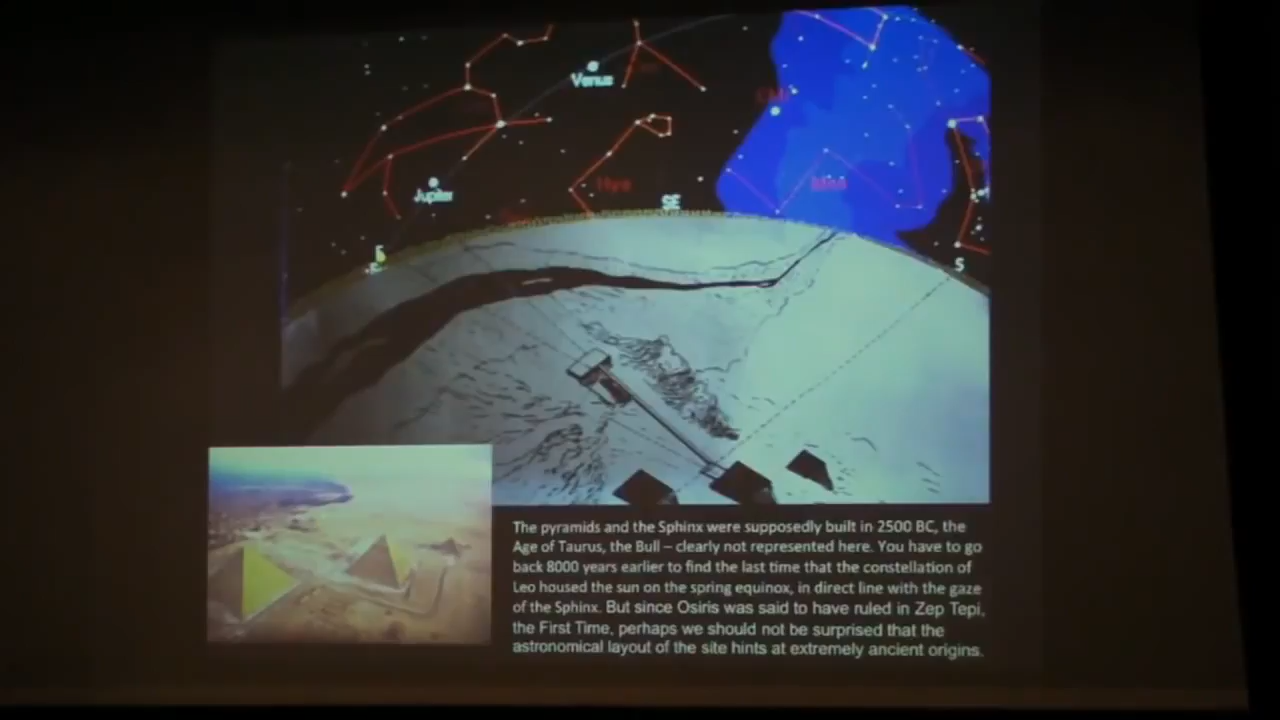 Venus
Jupiter
Hya
SE
E
S
The pyramids and the Sphinx were supposedly built in 2500 BC, the
Age of Taurus, the Bull – clearly not represented here. You have to go
back 8000 years earlier to find the last time that the constellation of
Leo housed the sun on the spring equinox, in direct line with the gaze
of the Sphinx. But since Osiris was said to have ruled in Zep Tepi,
the First Time, perhaps we should not be surprised that the
astronomical layout of the site hints at extremely ancient origins.